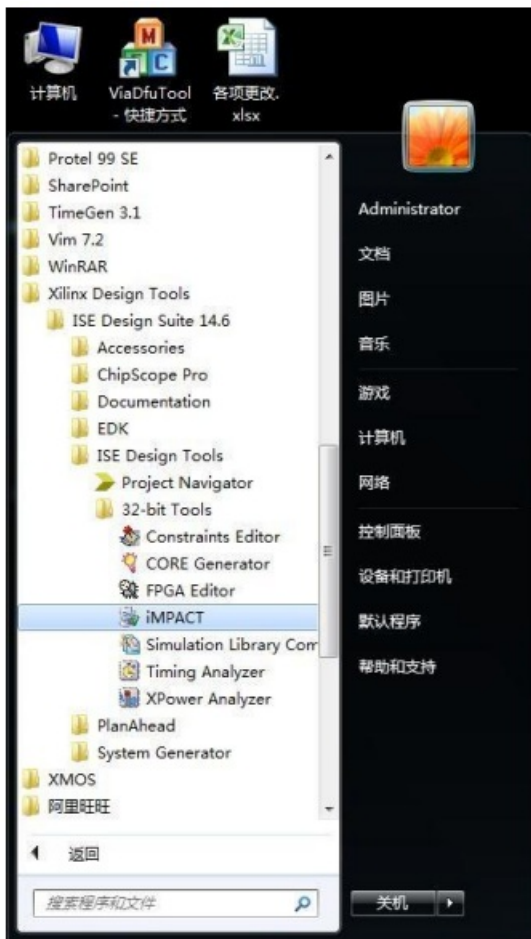 计算机
ViaDfuTool
- 快捷方式
各项更改.
xlsx
Protel 99 SE
SharePoint
TimeGen 3.1
Vim 7.2
WinRAR
Xilinx Design Tools
ISE Design Suite 14.6
Accessories
ChipScope Pro
Documentation
EDK
ISE Design Tools
Project Navigator
32-bit Tools
Constraints Editor
CORE Generator
FPGA Editor
iMPACT
Simulation Library Com
Timing Analyzer
XPower Analyzer
PlanAhead
System Generator
XMOS
阿里旺旺
返回
搜索程序和文件
Administrator
文档
图片
音乐
游戏
计算机
网络
控制面板
设备和打印机
默认程序
帮助和支持
关机